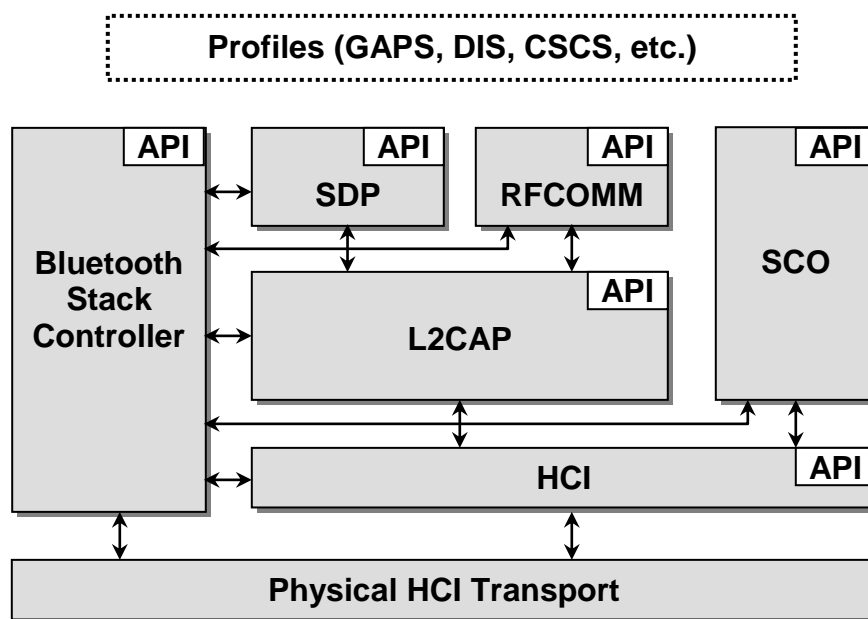 Profiles (GAPS, DIS, CSCS, etc.)
API
API
API
API
SDP
RFCOMM
Bluetooth
Stack
Controller
API
L2CAP
SCO
API
HCI
Physical HCI Transport